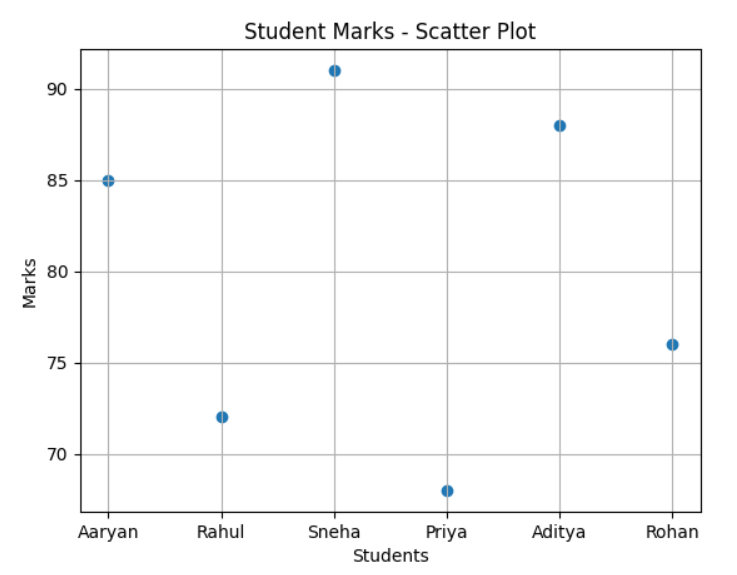 Student Marks - Scatter Plot
90
85
80
75
70
Marks
Aaryan Rahul Sneha Priya Aditya Rohan
Students